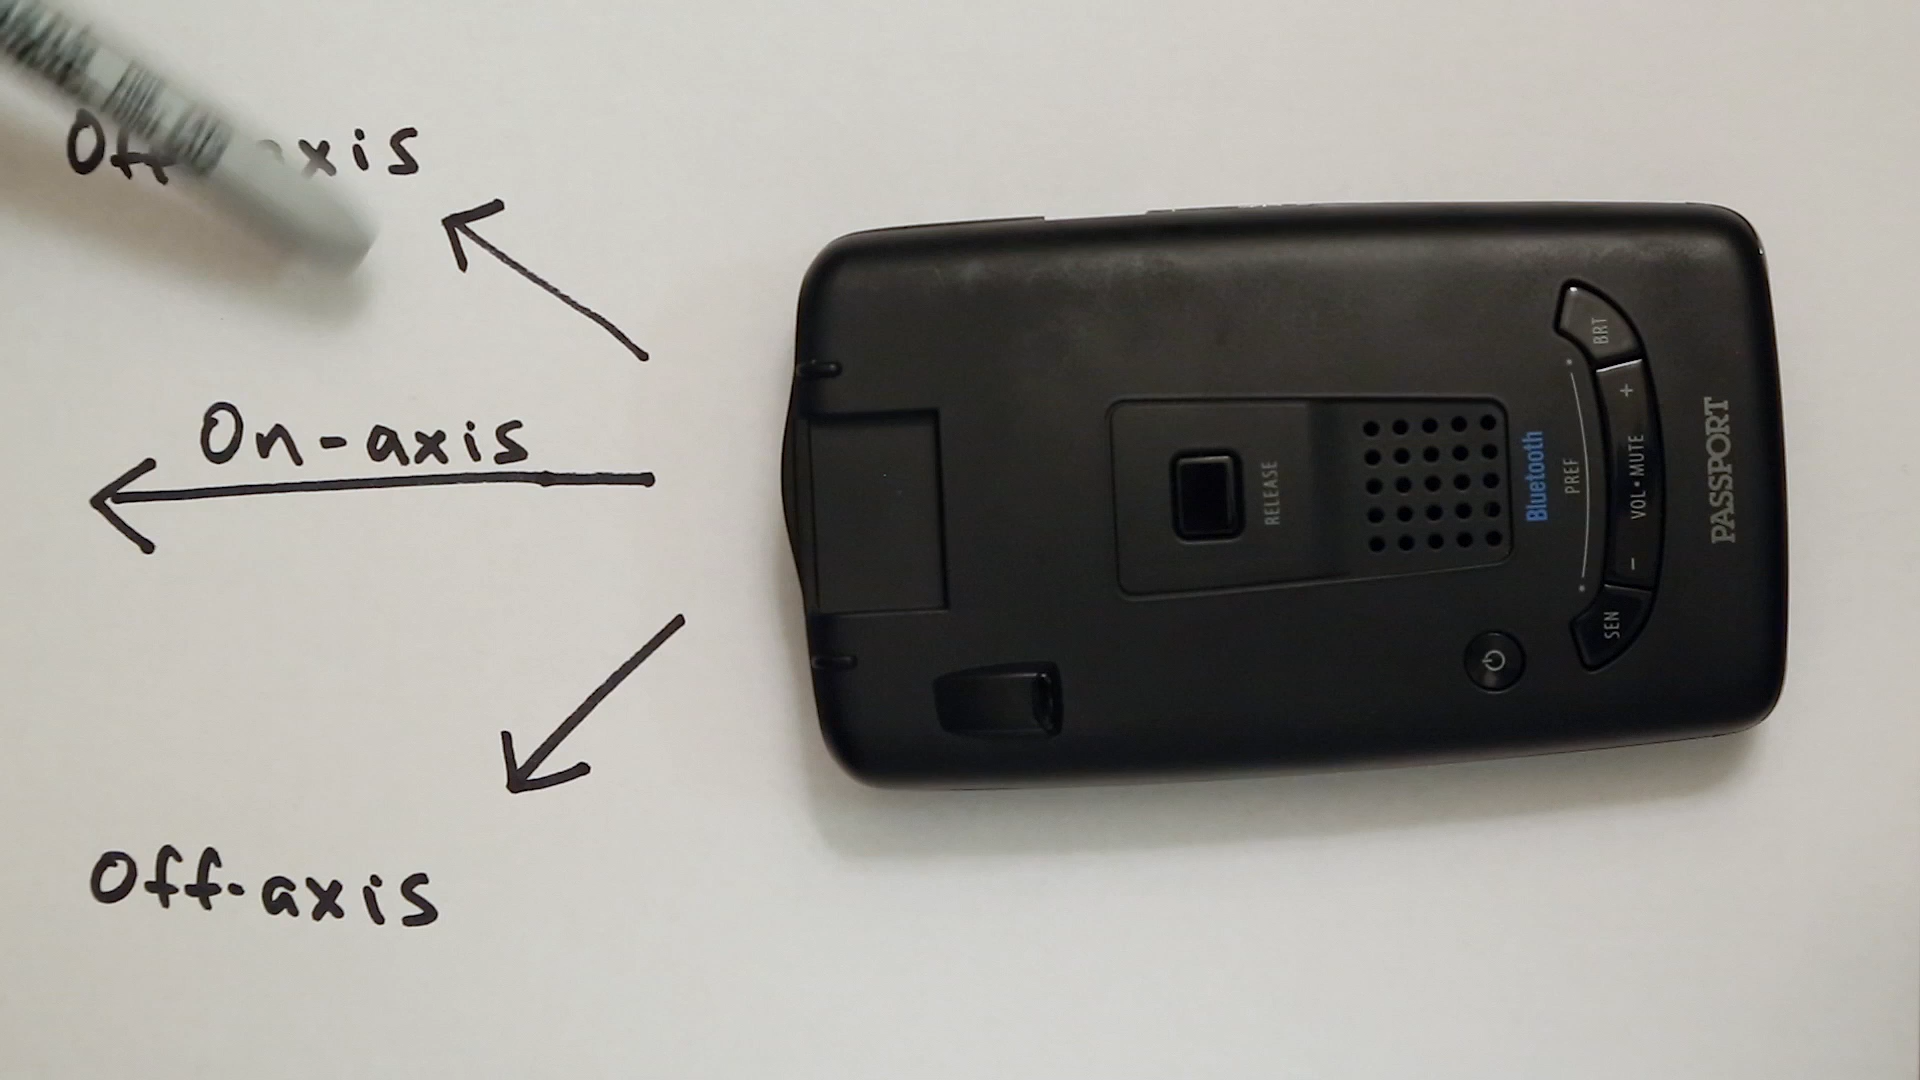 On-axis
Off-axis
BRT
+
VOL•MUTE
-
SEN
PREF
Bluetooth
RELEASE
PASSPORT